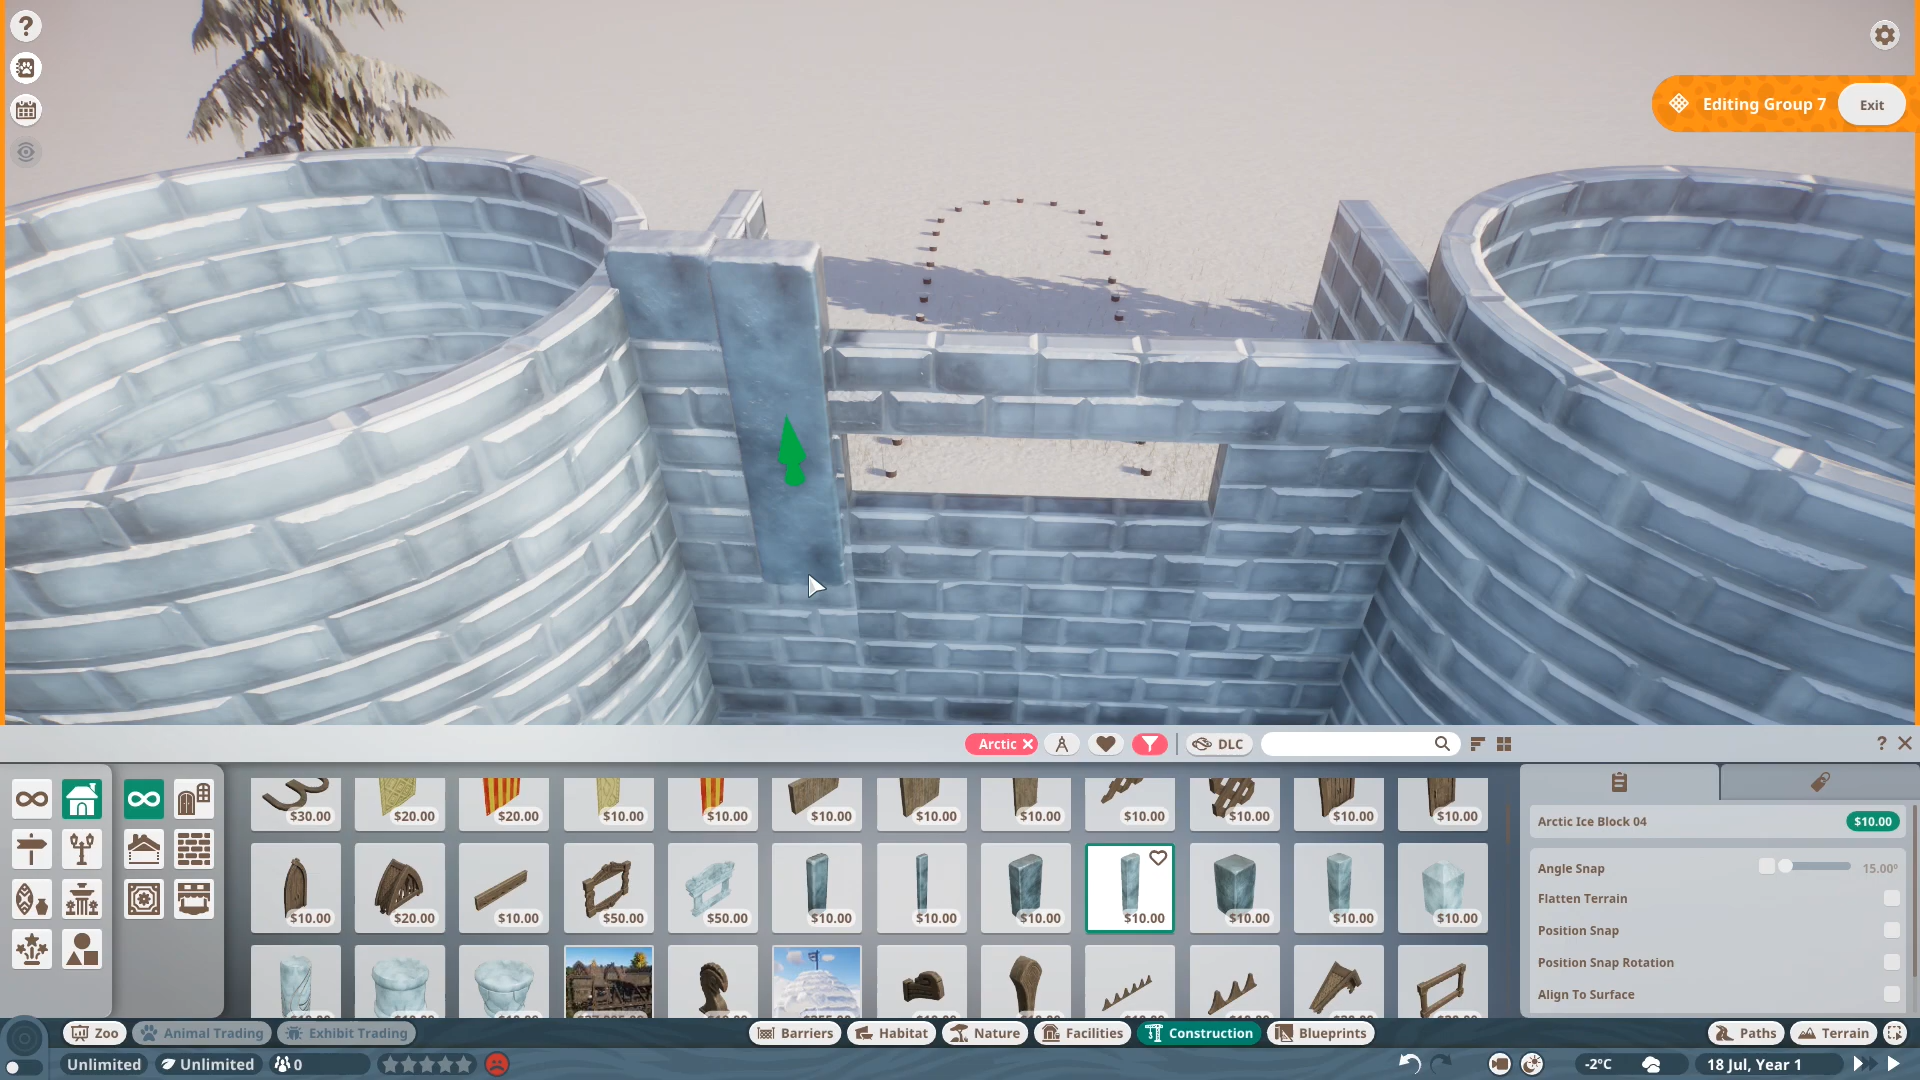 ?
Editing Group 7
Exit
Arctic
DLC
?
$30.00
$20.00
$20.00
$10.00
$10.00
$10.00
$10.00
$10.00
$10.00
$10.00
$10.00
$10.00
$10.00
$20.00
$10.00
$50.00
$50.00
$10.00
$10.00
$10.00
$10.00
$10.00
$10.00
$10.00
Arctic Ice Block 04
$10.00
Angle Snap
15.00°
Flatten Terrain
Position Snap
Position Snap Rotation
Align To Surface
Zoo
Animal Trading
Exhibit Trading
Barriers
Habitat
Nature
Facilities
Construction
Blueprints
Paths
Terrain
Unlimited
Unlimited
0
-2°C
18 Jul, Year 1